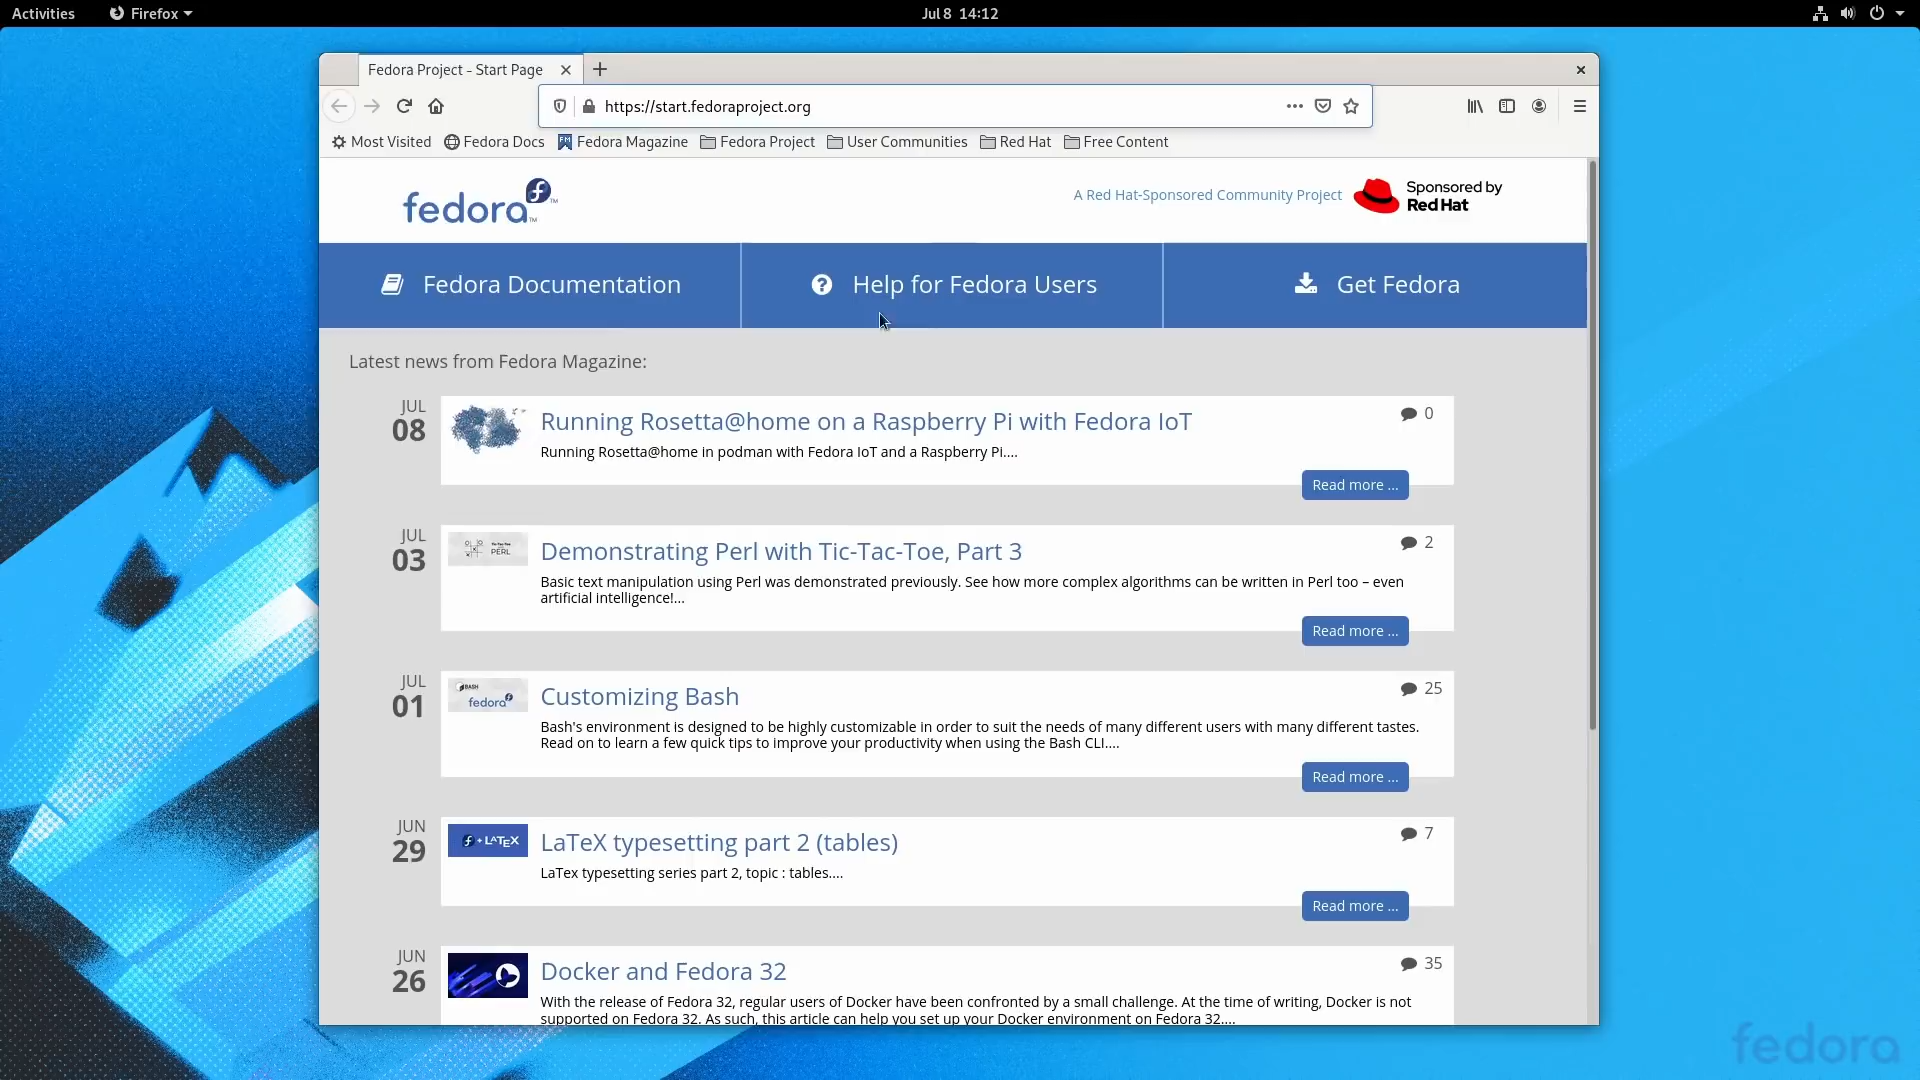 Activities
Firefox
Jul 8 14:12
Fedora Project - Start Page
https://start.fedoraproject.org
Most Visited
Fedora Docs
Fedora Magazine
Fedora Project
User Communities
Red Hat
Free Content
fedora
A Red Hat-Sponsored Community Project
Sponsored by
Red Hat
Fedora Documentation
Help for Fedora Users
Get Fedora
Latest news from Fedora Magazine:
JUL
08
Running Rosetta@home on a Raspberry Pi with Fedora IoT
0
Running Rosetta@home in podman with Fedora IoT and a Raspberry Pi....
Read more ...
JUL
03
PERL
Demonstrating Perl with Tic-Tac-Toe, Part 3
2
Basic text manipulation using Perl was demonstrated previously. See how more complex algorithms can be written in Perl too – even
artificial intelligence!...
Read more ...
JUL
01
BASH
fedora
Customizing Bash
25
Bash's environment is designed to be highly customizable in order to suit the needs of many different users with many different tastes.
Read on to learn a few quick tips to improve your productivity when using the Bash CLI....
Read more ...
JUN
29
+ LATEX
LaTeX typesetting part 2 (tables)
7
LaTex typesetting series part 2, topic : tables....
Read more ...
JUN
26
Docker and Fedora 32
35
With the release of Fedora 32, regular users of Docker have been confronted by a small challenge. At the time of writing, Docker is not
supported on Fedora 32. As such, this article can help you set up your Docker environment on Fedora 32....
fedora